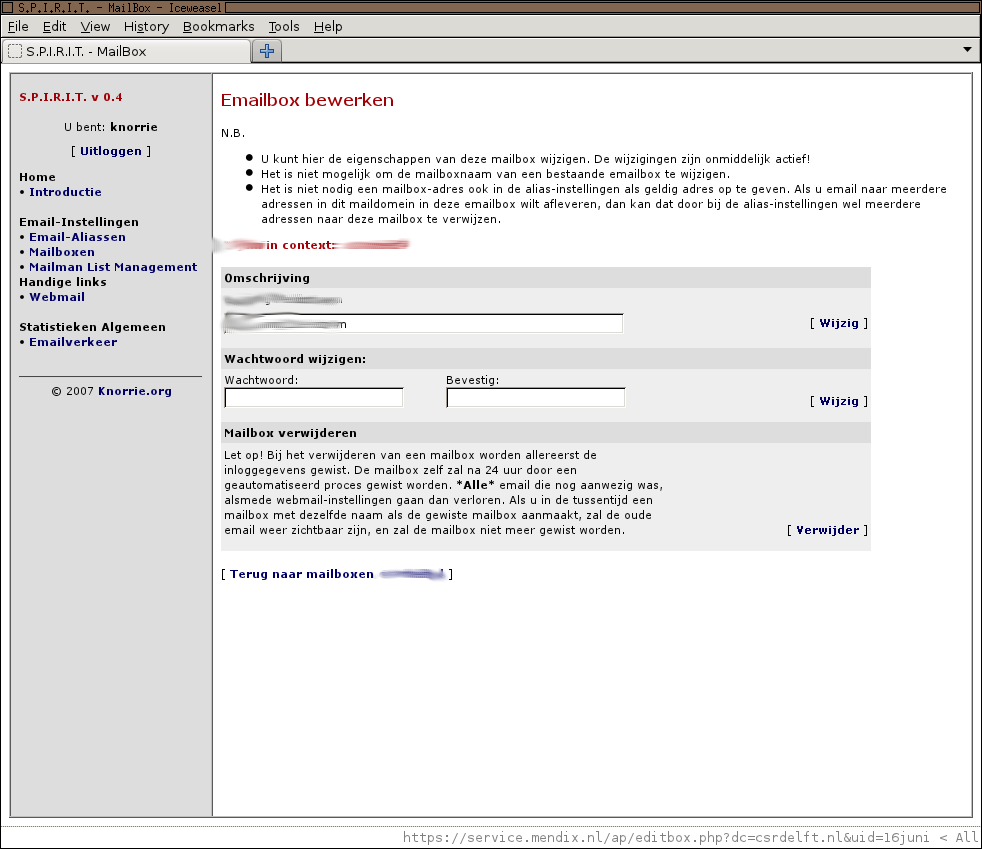 S.P.I.R.I.T. - MailBox - Iceweasel
File Edit View History Bookmarks Tools Help
S.P.I.R.I.T. - MailBox
S.P.I.R.I.T. v 0.4
U bent: knorrie
[ Uitloggen ]
Home
• Introductie
Email-Instellingen
• Email-Aliassen
• Mailboxen
• Mailman List Management
Handige links
• Webmail
Statistieken Algemeen
• Emailverkeer
© 2007 Knorrie.org
Emailbox bewerken
N.B.
• U kunt hier de eigenschappen van deze mailbox wijzigen. De wijzigingen zijn onmiddelijk actief!
• Het is niet mogelijk om de mailboxnaam van een bestaande emailbox te wijzigen.
• Het is niet nodig een mailbox-adres ook in de alias-instellingen als geldig adres op te geven. Als u email naar meerdere
adressen in dit maildomein in deze emailbox wilt afleveren, dan kan dat door bij de alias-instellingen wel meerdere
adressen naar deze mailbox te verwijzen.
in context:
Omschrijving
[ Wijzig ]
Wachtwoord wijzigen:
Wachtwoord: Bevestig:
[ Wijzig ]
Mailbox verwijderen
Let op! Bij het verwijderen van een mailbox worden allereerst de
inloggegevens gewist. De mailbox zelf zal na 24 uur door een
geautomatiseerd proces gewist worden. *Alle* email die nog aanwezig was,
alsmede webmail-instellingen gaan dan verloren. Als u in de tussentijd een
mailbox met dezelfde naam als de gewiste mailbox aanmaakt, zal de oude
email weer zichtbaar zijn, en zal de mailbox niet meer gewist worden.
[ Verwijder ]
[ Terug naar mailboxen ]
https://service.mendix.nl/ap/editbox.php?dc=csrdelft.nl&uid=16juni < All